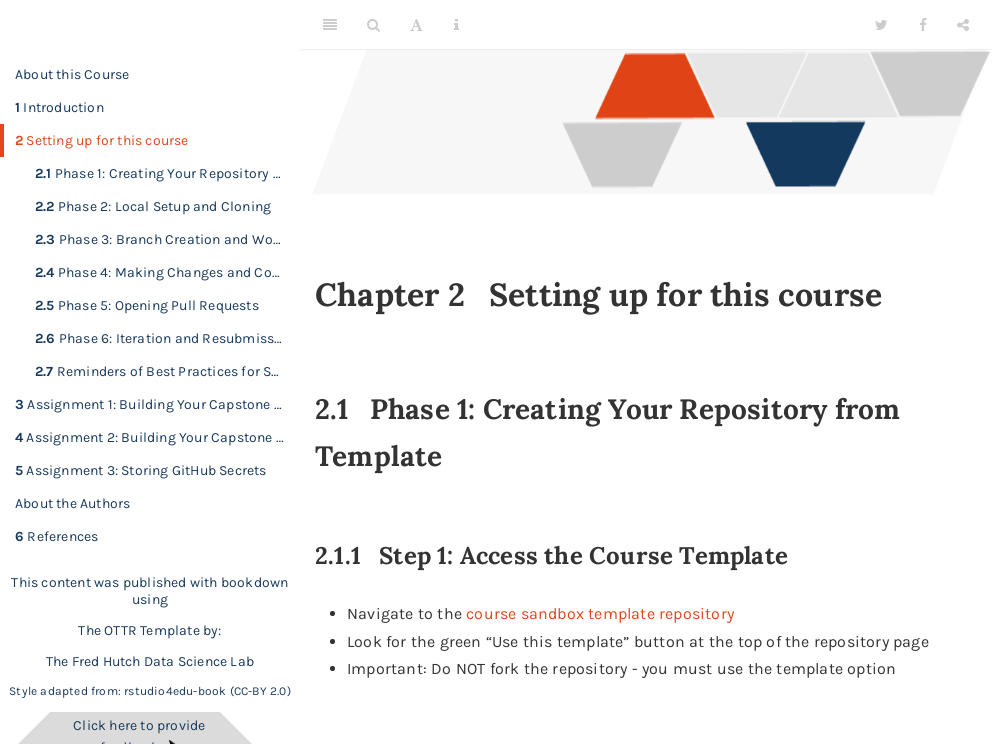 About this Course
1 Introduction
2 Setting up for this course
2.1 Phase 1: Creating Your Repository ...
2.2 Phase 2: Local Setup and Cloning
2.3 Phase 3: Branch Creation and Wo...
2.4 Phase 4: Making Changes and Co...
2.5 Phase 5: Opening Pull Requests
2.6 Phase 6: Iteration and Resubmiss...
2.7 Reminders of Best Practices for S...
3 Assignment 1: Building Your Capstone ...
4 Assignment 2: Building Your Capstone ...
5 Assignment 3: Storing GitHub Secrets
About the Authors
6 References
This content was published with bookdown
using
The OTTR Template by:
The Fred Hutch Data Science Lab
Style adapted from: rstudio4edu-book (CC-BY 2.0)
Click here to provide
Chapter 2 Setting up for this course
2.1 Phase 1: Creating Your Repository from
Template
2.1.1 Step 1: Access the Course Template
• Navigate to the course sandbox template repository
• Look for the green “Use this template” button at the top of the repository page
• Important: Do NOT fork the repository - you must use the template option